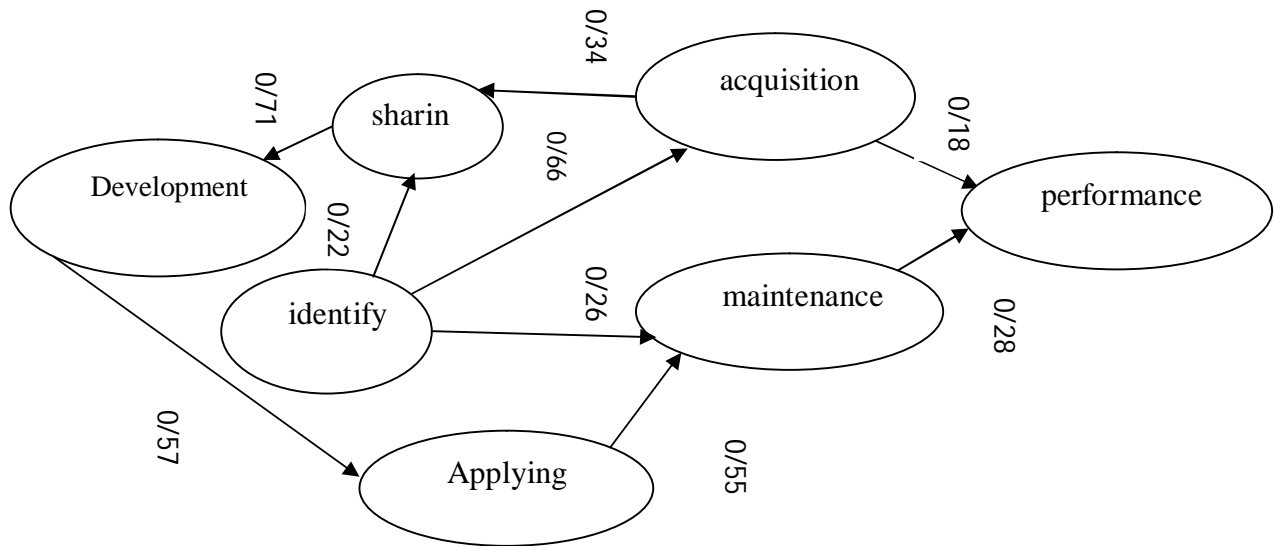 0/34
acquisition
0/71
sharin
0/18
0/66
Development
performance
0/22
0/26
maintenance
identify
0/28
0/57
Applying
0/55